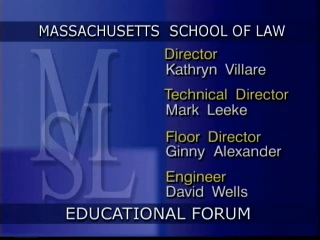 MASSACHUSETTS SCHOOL OF LAW
Director
Kathryn Villare
Technical Director
Mark Leeke
Floor Director
Ginny Alexander
Engineer
David Wells
MSL
EDUCATIONAL FORUM